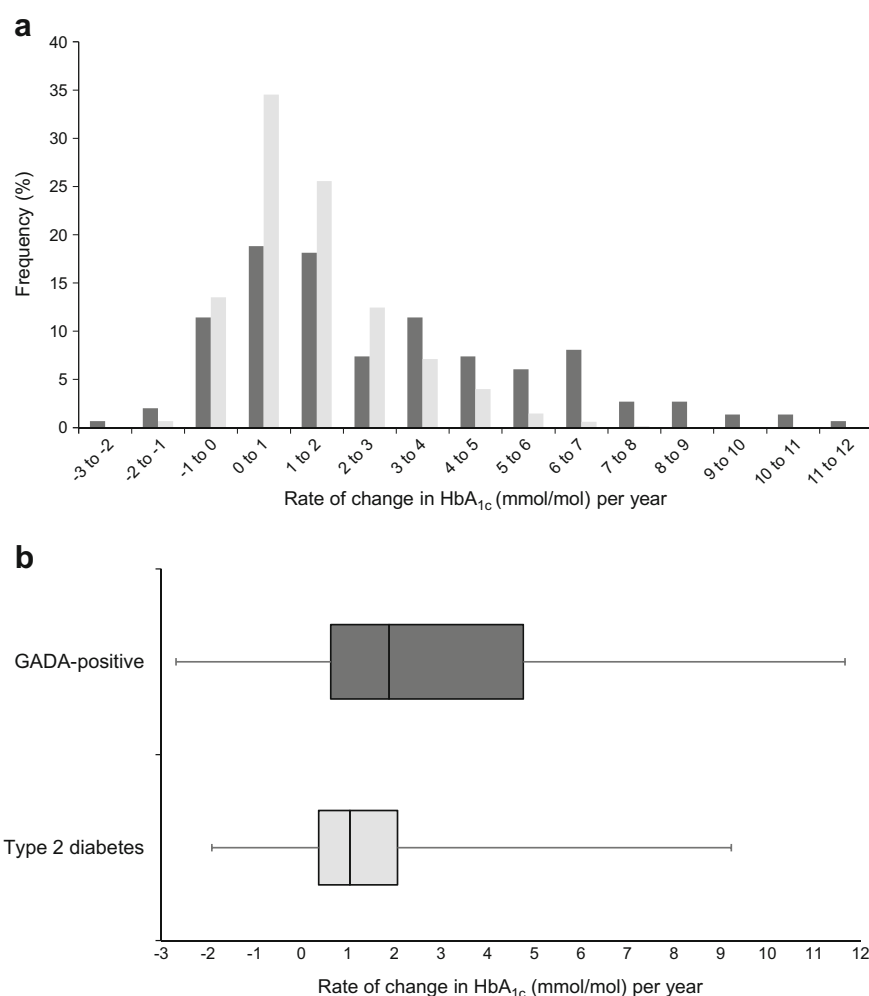 a
40
35
30
25
20
15
10
5
0
Frequency (%)
-3 to -2
-2 to -1
-1 to 0
0 to 1
1 to 2
2 to 3
3 to 4
4 to 5
5 to 6
6 to 7
7 to 8
8 to 9
9 to 10
10 to 11
11 to 12
Rate of change in HbA1c (mmol/mol) per year
b
GADA-positive
Type 2 diabetes
-3 -2 -1 0 1 2 3 4 5 6 7 8 9 10 11 12
Rate of change in HbA1c (mmol/mol) per year